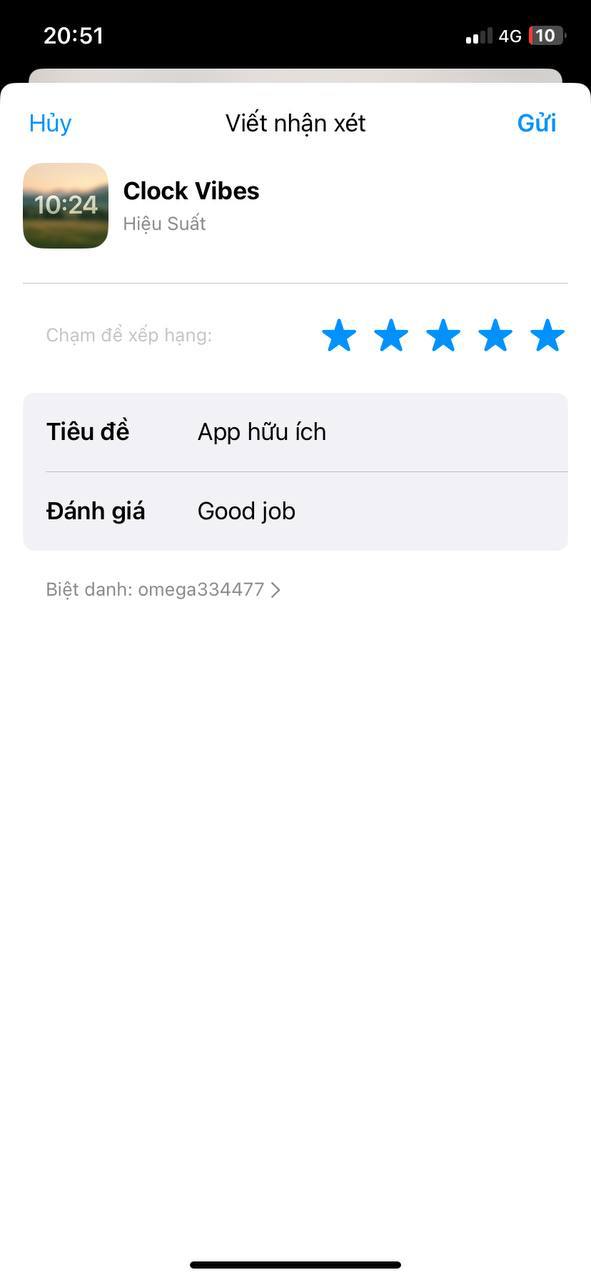 20:51 4G 10
Hủy Viết nhận xét Gửi
10:24
Clock Vibes
Hiệu Suất
Chạm để xếp hạng:
Tiêu đề App hữu ích
Đánh giá Good job
Biệt danh: omega334477